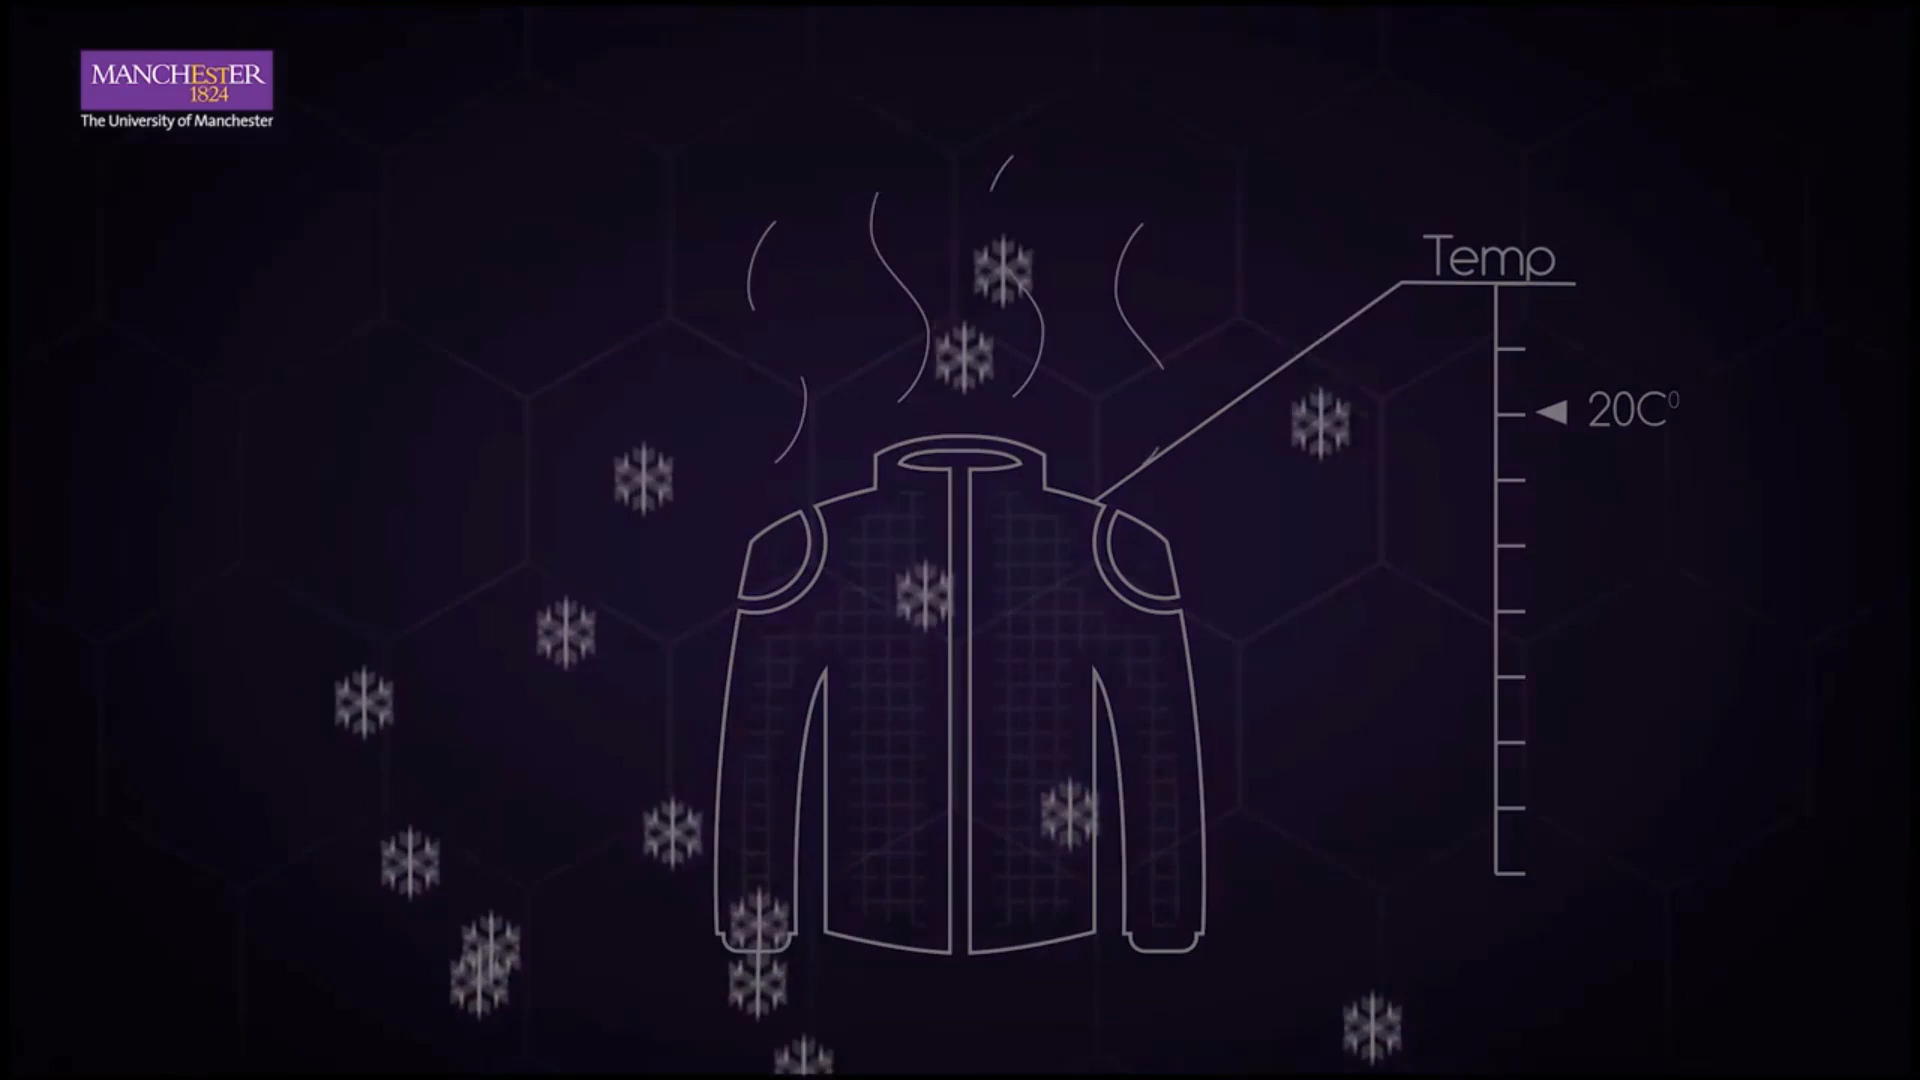 MANCHESTER
1824
The University of Manchester
Temp
20C⁰